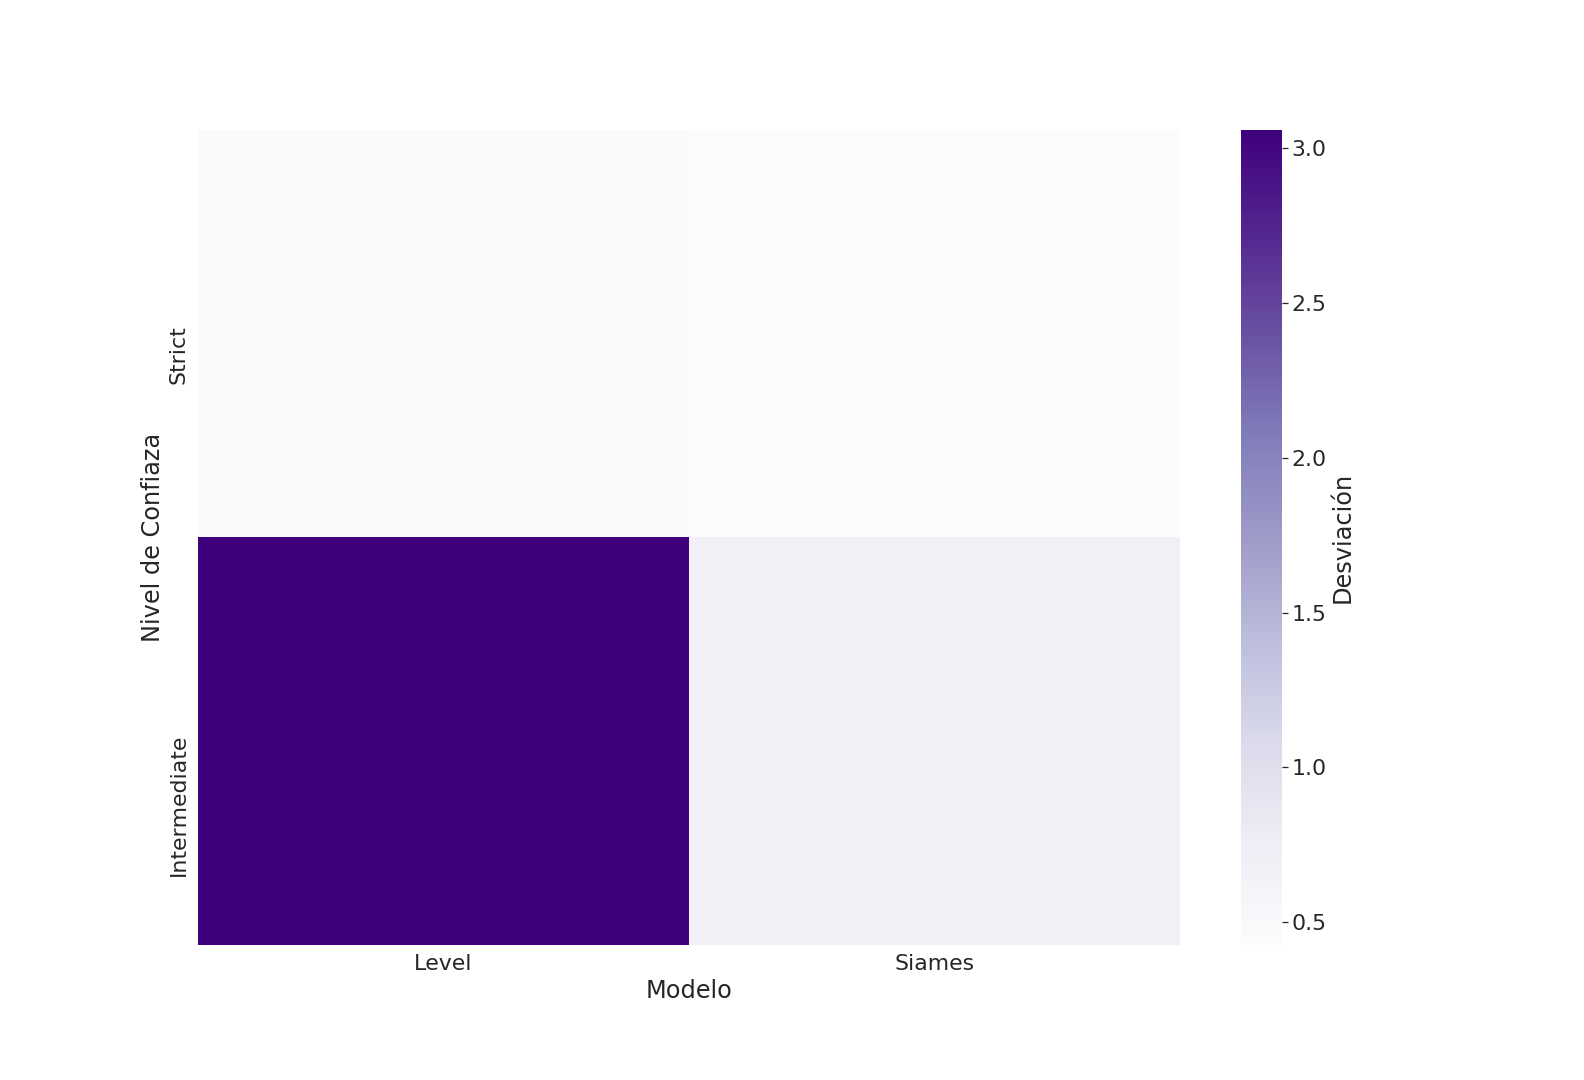 Nivel de Confiaza
Strict
Intermediate
Level
Siames
Modelo
3.0
2.5
2.0
1.5
1.0
0.5
Desviación